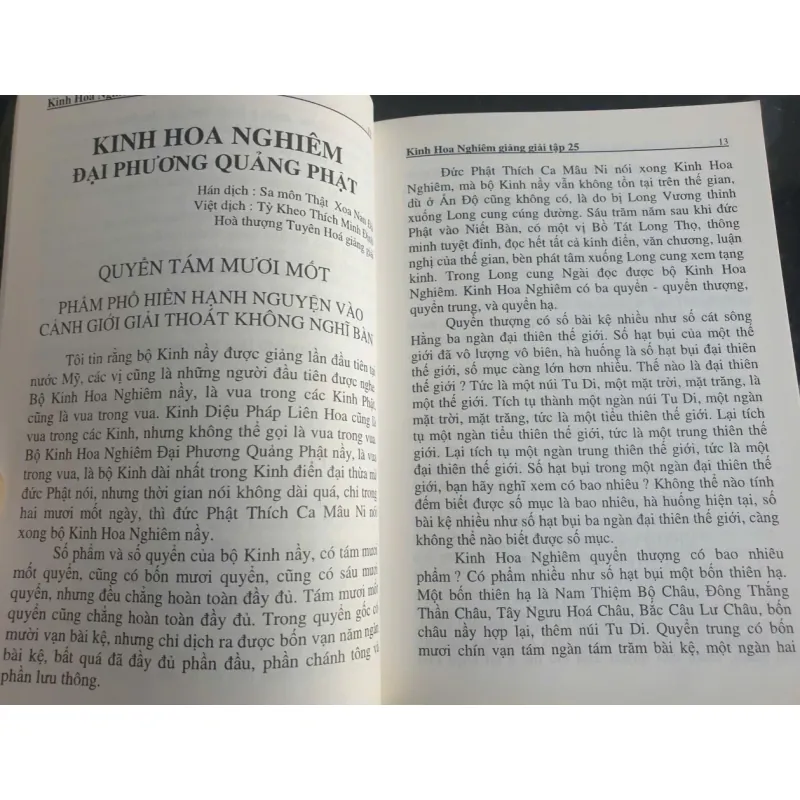 Kinh Hoa
KINH HOA NGHIÊM
ĐẠI PHƯƠNG QUẢNG PHẬT
Hán dịch : Sa môn Thật Xoa Nan Đà
Việt dịch : Tỳ Kheo Thích Minh Định
Hoà thượng Tuyên Hoá giảng giải
QUYỂN TÁM MƯƠI MỐT
PHẨM PHỔ HIỀN HẠNH NGUYỆN VÀO
CẢNH GIỚI GIẢI THOÁT KHÔNG NGHĨ BÀN
Tôi tin rằng bộ Kinh nầy được giảng lần đầu tiên tại
nước Mỹ, các vị cũng là những người đầu tiên được nghe
Bộ Kinh Hoa Nghiêm nầy, là vua trong các Kinh Phật,
cũng là vua trong vua. Kinh Diệu Pháp Liên Hoa cũng là
vua trong các Kinh, nhưng không thể gọi là vua trong vua.
Bộ Kinh Hoa Nghiêm Đại Phương Quảng Phật nầy, là vua
trong vua, là bộ Kinh dài nhất trong Kinh điển đại thừa mà
đức Phật nói, nhưng thời gian nói không dài quá, chỉ trong
hai mươi mốt ngày, thì đức Phật Thích Ca Mâu Ni nói
xong bộ Kinh Hoa Nghiêm nầy.
Số phẩm và số quyển của bộ Kinh nầy, có tám mươi
mốt quyển, cũng có bốn mươi quyển, cũng có sáu mươi
quyển, nhưng đều chẳng hoàn toàn đầy đủ. Tám mươi mốt
quyển cũng chẳng hoàn toàn đầy đủ. Trong quyển gốc có
mười vạn bài kệ, nhưng chỉ dịch ra được bốn vạn năm ngàn
bài kệ, bất quá đã đầy đủ phần đầu, phần chánh tông và
phần lưu thông.
Kinh Hoa Nghiêm giảng giải tập 25 13
Đức Phật Thích Ca Mâu Ni nói xong Kinh Hoa
Nghiêm, mà bộ Kinh nầy vẫn không tồn tại trên thế gian,
dù ở Ấn Độ cũng không có, là do bị Long Vương thỉnh
xuống Long cung cúng dường. Sáu trăm năm sau khi đức
Phật vào Niết Bàn, có một vị Bồ Tát Long Thọ, thông
minh tuyệt đỉnh, đọc hết tất cả kinh điển, văn chương, luận
nghị của thế gian, bèn phát tâm xuống Long cung xem tạng
kinh. Trong Long cung Ngài đọc được bộ Kinh Hoa
Nghiêm. Kinh Hoa Nghiêm có ba quyển - quyển thượng,
quyển trung, và quyển hạ.
Quyển thượng có số bài kệ nhiều như số cát sông
Hằng ba ngàn đại thiên thế giới. Số hạt bụi của một thế
giới đã vô lượng vô biên, hà huống là số hạt bụi đại thiên
thế giới, số mục càng lớn hơn nhiều. Thế nào là đại thiên
thế giới ? Tức là một núi Tu Di, một mặt trời, mặt trăng, là
một thế giới. Tích tụ thành một ngàn núi Tu Di, một ngàn
mặt trời, mặt trăng, tức là một tiểu thiên thế giới. Lại tích
tụ một ngàn tiểu thiên thế giới, tức là một trung thiên thế
giới. Lại tích tụ một ngàn trung thiên thế giới, tức là một
đại thiên thế giới. Số hạt bụi trong một ngàn đại thiên thế
giới, bạn hãy nghĩ xem có bao nhiêu ? Không thể nào tính
đếm biết được số mục là bao nhiêu, hà huống hiện tại, số
bài kệ nhiều như số hạt bụi ba ngàn đại thiên thế giới, càng
không thể nào biết được số mục.
Kinh Hoa Nghiêm quyển thượng có bao nhiêu
phẩm ? Có phẩm nhiều như số hạt bụi một bốn thiên hạ.
Một bốn thiên hạ là Nam Thiệm Bộ Châu, Đông Thắng
Thần Châu, Tây Ngưu Hoá Châu, Bắc Câu Lư Châu, bốn
châu nầy hợp lại, thêm núi Tu Di. Quyển trung có bốn
mươi chín vạn tám ngàn tám trăm bài kệ, một ngàn hai